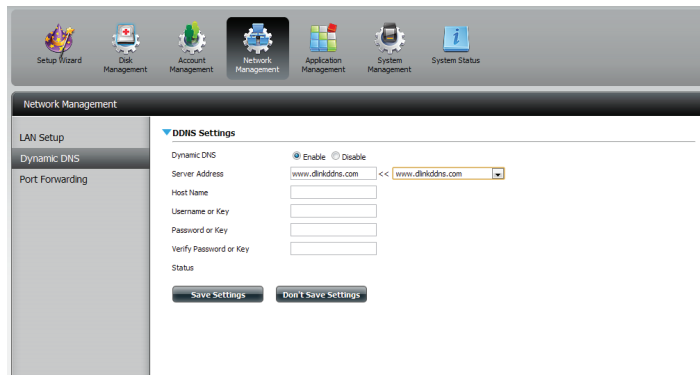 Setup Wizard
Disk Management
Account Management
Network Management
Application Management
System Management
System Status
Network Management
LAN Setup
Dynamic DNS
Port Forwarding
DDNS Settings
Dynamic DNS Enable Disable
Server Address www.dlinkddns.com << www.dlinkddns.com
Host Name
Username or Key
Password or Key
Verify Password or Key
Status
Save Settings Don't Save Settings